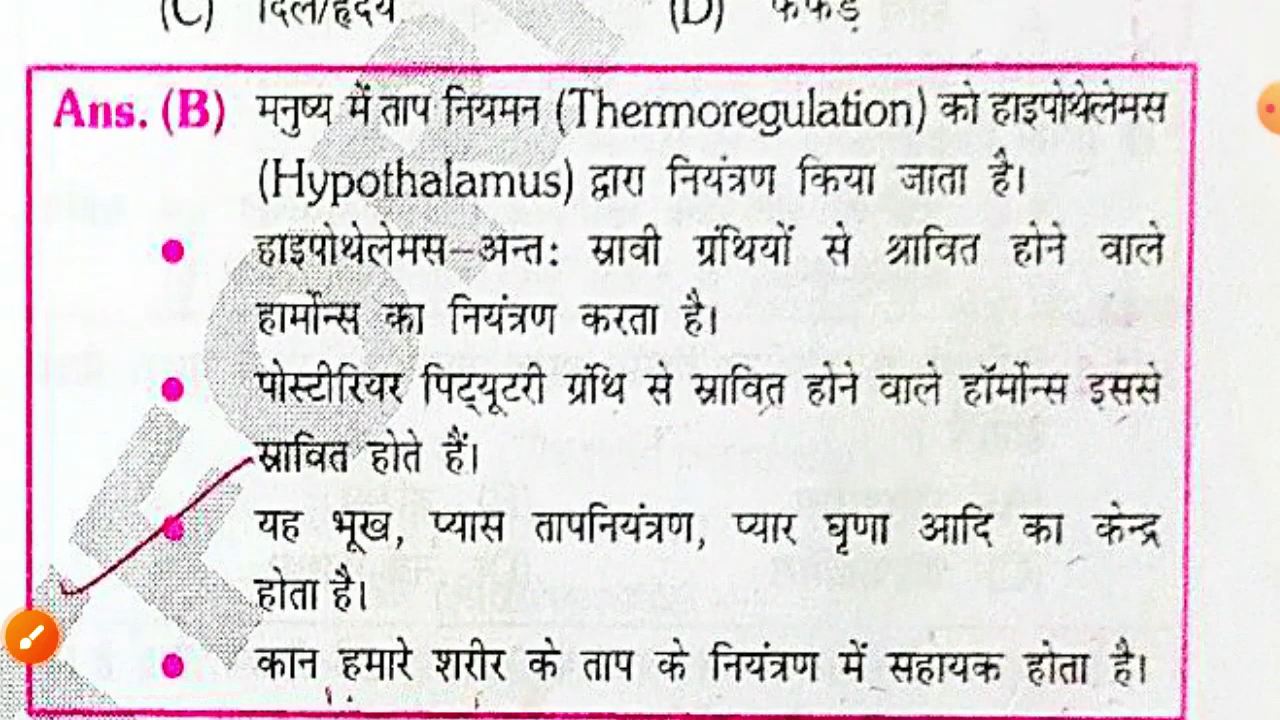 (C) दिल/हृदय (D) फेफड़े
Ans. (B) मनुष्य में ताप नियमन (Thermoregulation) को हाइपोथेलेमस
(Hypothalamus) द्वारा नियंत्रण किया जाता है।
• हाइपोथेलेमस–अन्त: स्रावी ग्रंथियों से श्रावित होने वाले
हार्मोन्स का नियंत्रण करता है।
• पोस्टीरियर पिट्यूटरी ग्रंथि से स्रावित होने वाले हॉर्मोन्स इससे
स्रावित होते हैं।
• यह भूख, प्यास तापनियंत्रण, प्यार घृणा आदि का केन्द्र
होता है।
• कान हमारे शरीर के ताप के नियंत्रण में सहायक होता है।